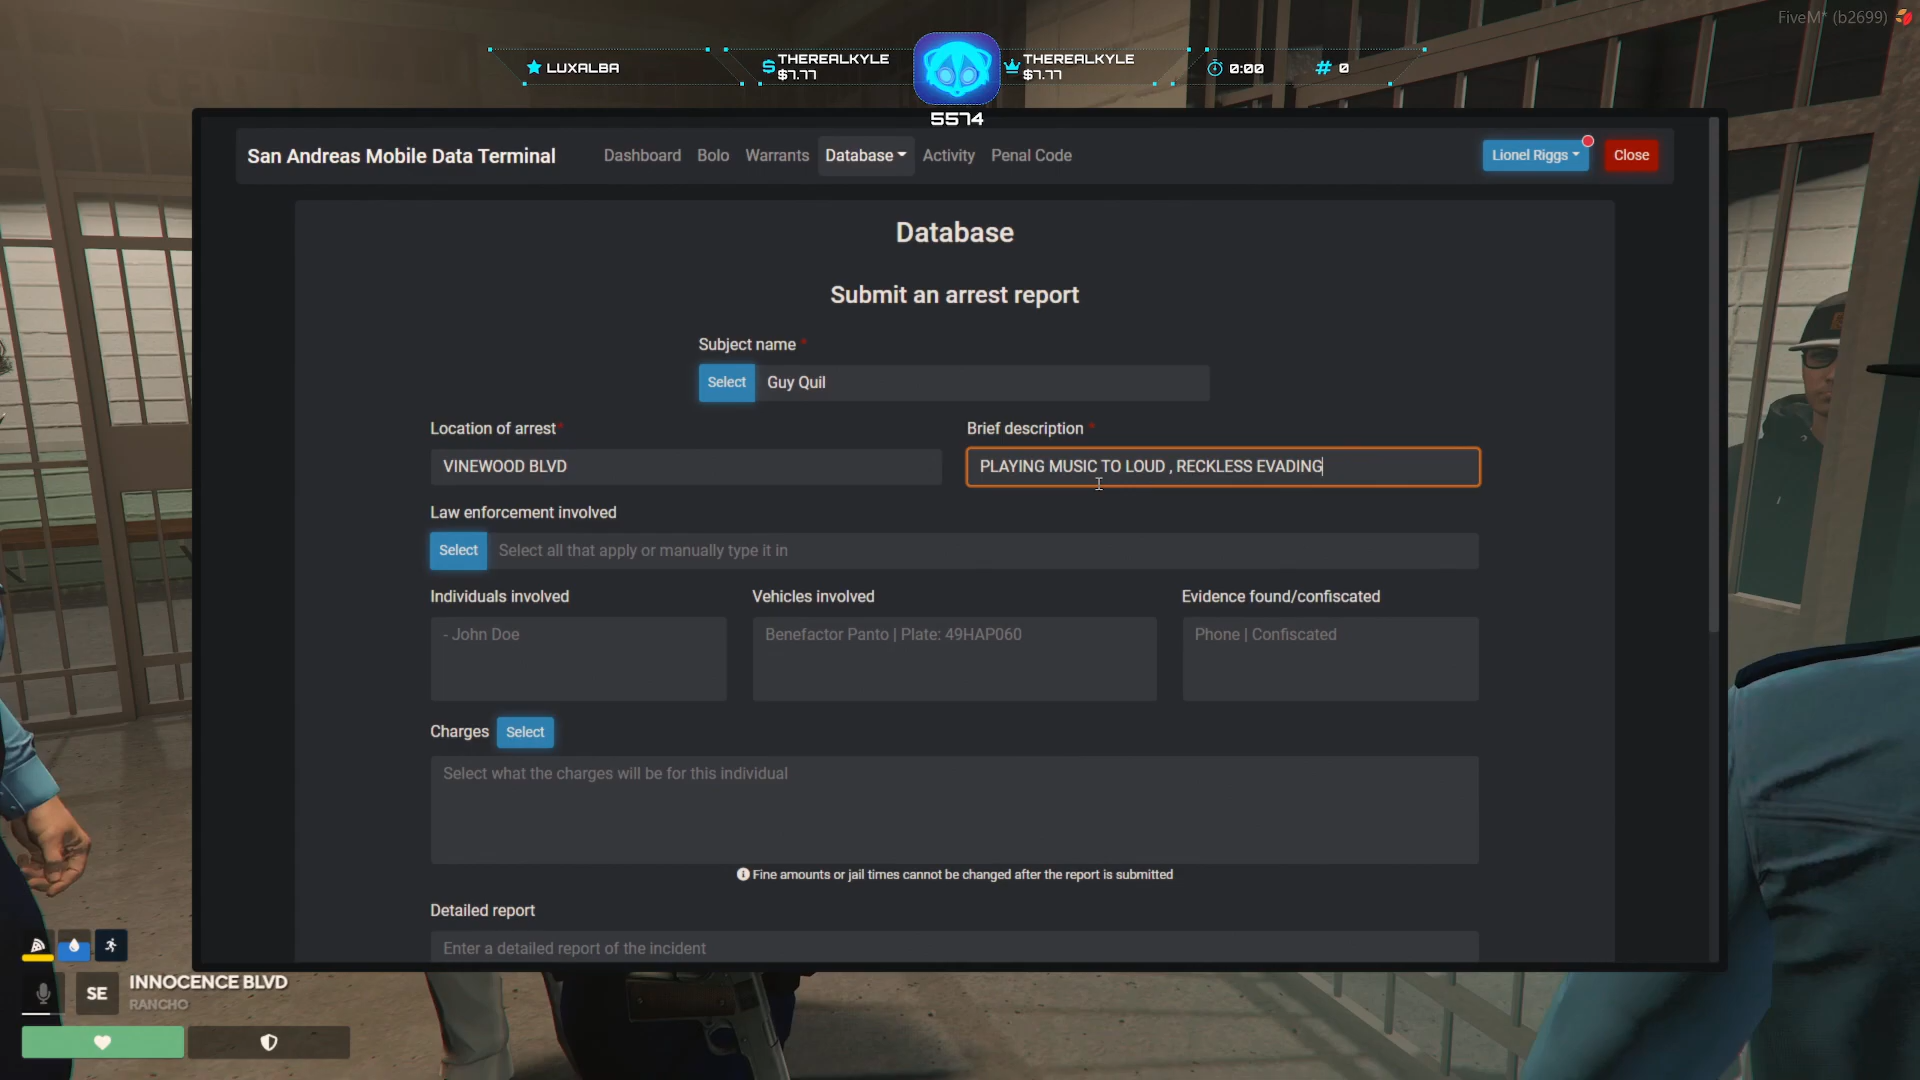 FiveM* (b2699)
LUXALBA
THEREALKYLE
$7.77
THEREALKYLE
$7.77
0:00
# 0
5574
San Andreas Mobile Data Terminal
Dashboard Bolo Warrants Database Activity Penal Code
Lionel Riggs
Close
Database
Submit an arrest report
Subject name *
Select Guy Quil
Location of arrest*
Brief description *
VINEWOOD BLVD
PLAYING MUSIC TO LOUD , RECKLESS EVADING
Law enforcement involved
Select Select all that apply or manually type it in
Individuals involved
Vehicles involved
Evidence found/confiscated
- John Doe
Benefactor Panto | Plate: 49HAP060
Phone | Confiscated
Charges Select
Select what the charges will be for this individual
Fine amounts or jail times cannot be changed after the report is submitted
Detailed report
Enter a detailed report of the incident
SE
INNOCENCE BLVD
RANCHO